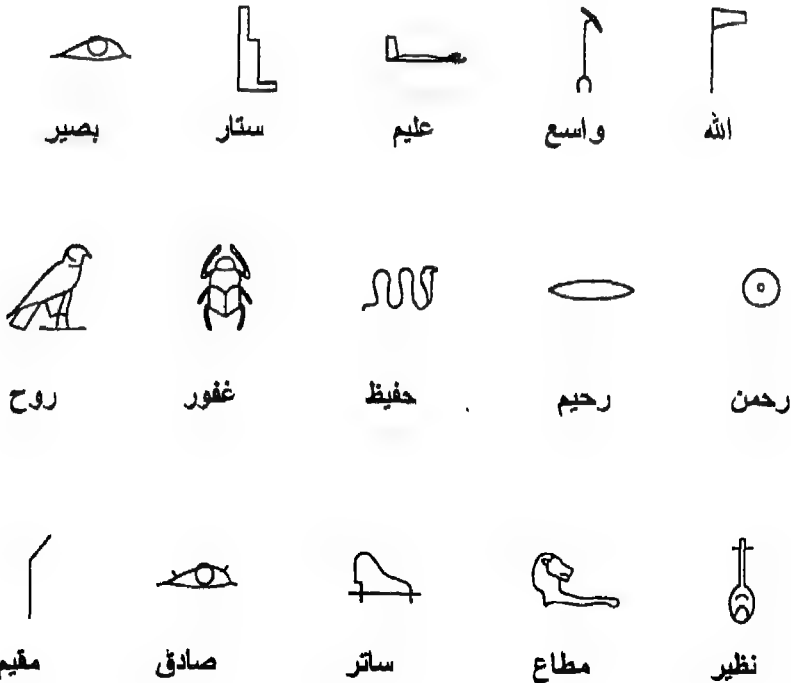 الله واسع عليم ستار بصير
رحمن رحيم حفيظ غفور روح
نظير مطاع ساتر صادق مقيم